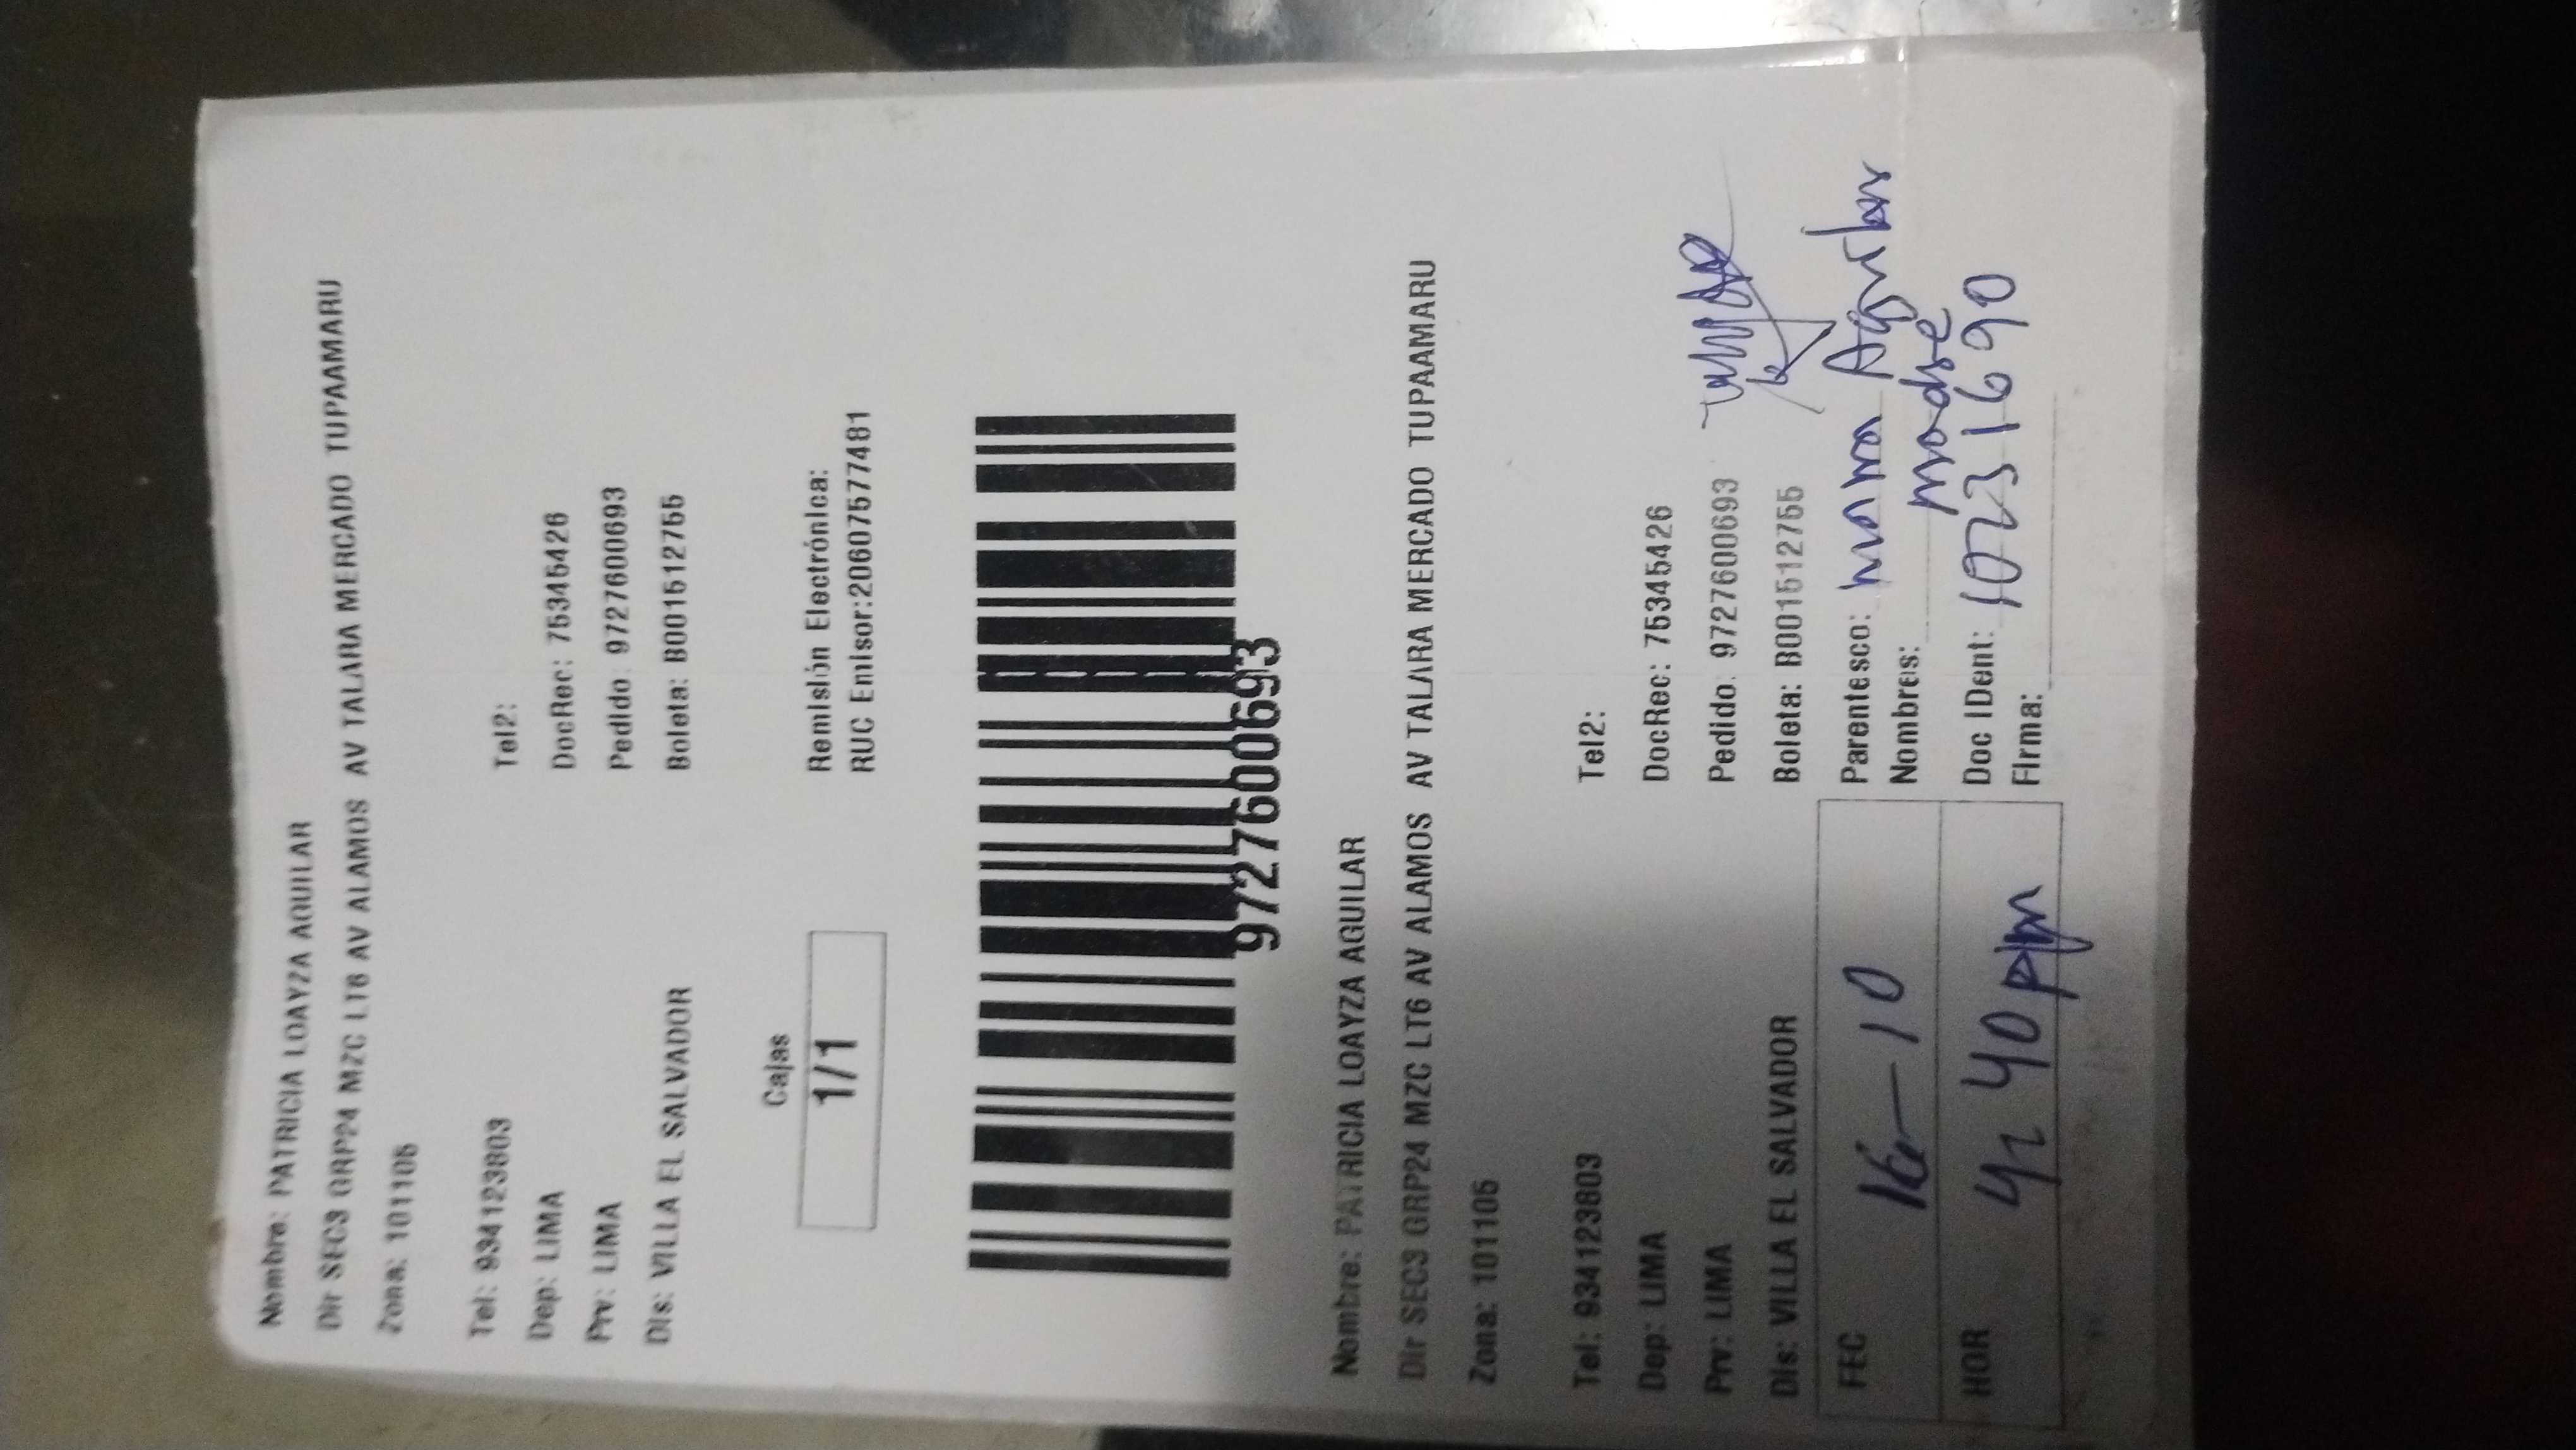 Nombre: PATRICIA LOAYZA AGUILAR
Dir SEC3 GRP24 MZC LT6 AV ALAMOS AV TALARA MERCADO TUPAAMARU
Zona: 101105
Tel: 934123803 Tel2:
Dep: LIMA DocRec: 75345426
Prv: LIMA Pedido: 9727600693
Dis: VILLA EL SALVADOR Boleta: B001512755
Cajas
1/1
Remisión Electrónica:
RUC Emisor:20607577481
9727600693
Nombre: PATRICIA LOAYZA AGUILAR
Dir SEC3 GRP24 MZC LT6 AV ALAMOS AV TALARA MERCADO TUPAAMARU
Zona: 101105
Tel: 934123803 Tel2:
Dep: LIMA DocRec: 75345426
Prv: LIMA Pedido: 9727600693
Dis: VILLA EL SALVADOR Boleta: B001512755
FEC 16-10 Parentesco:
Nombres: madre
HOR 40 pm Doc IDent: 10231690
Firma: